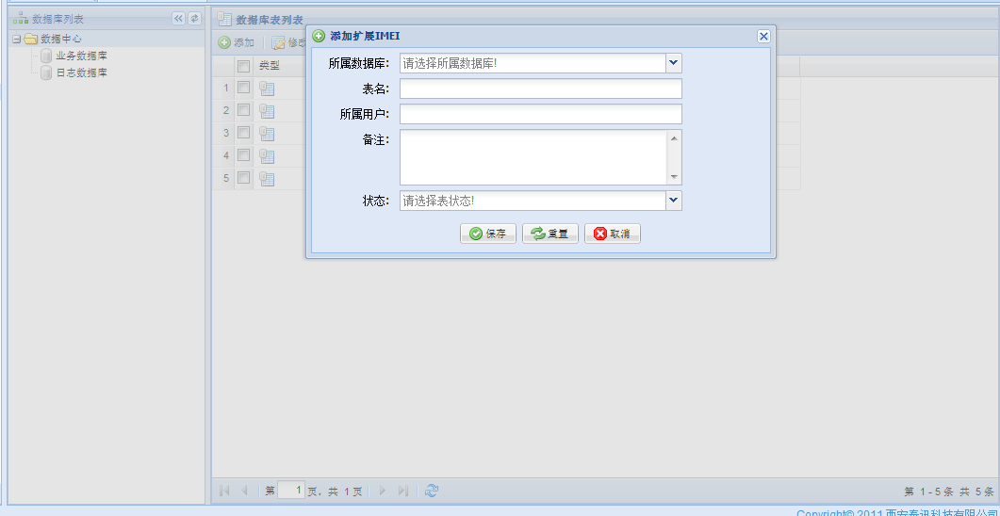 数据库列表
数据中心
业务数据库
日志数据库
数据库表列表
添加
修改
类型
1
2
3
4
5
添加扩展IMEI
所属数据库: 请选择所属数据库!
表名:
所属用户:
备注:
状态: 请选择表状态!
保存 重置 取消
第 1 页, 共 1 页
第 1 - 5 条 共 5 条
Copyright© 2011 西安 讯科技有限公司